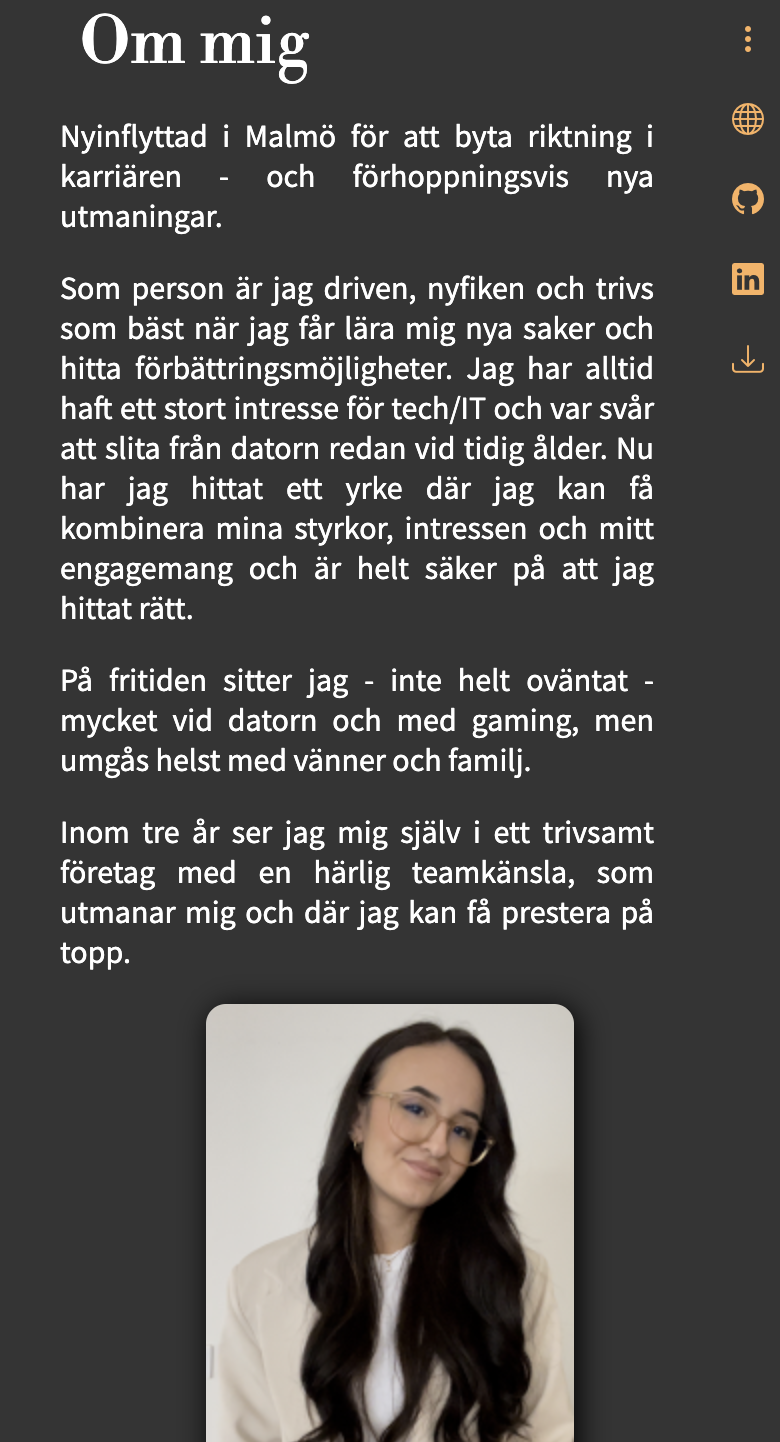 Om mig
Nyinflyttad i Malmö för att byta riktning i
karriären - och förhoppningsvis nya
utmaningar.
Som person är jag driven, nyfiken och trivs
som bäst när jag får lära mig nya saker och
hitta förbättringsmöjligheter. Jag har alltid
haft ett stort intresse för tech/IT och var svår
att slita från datorn redan vid tidig ålder. Nu
har jag hittat ett yrke där jag kan få
kombinera mina styrkor, intressen och mitt
engagemang och är helt säker på att jag
hittat rätt.
På fritiden sitter jag - inte helt oväntat -
mycket vid datorn och med gaming, men
umgås helst med vänner och familj.
Inom tre år ser jag mig själv i ett trivsamt
företag med en härlig teamkänsla, som
utmanar mig och där jag kan få prestera på
topp.
in